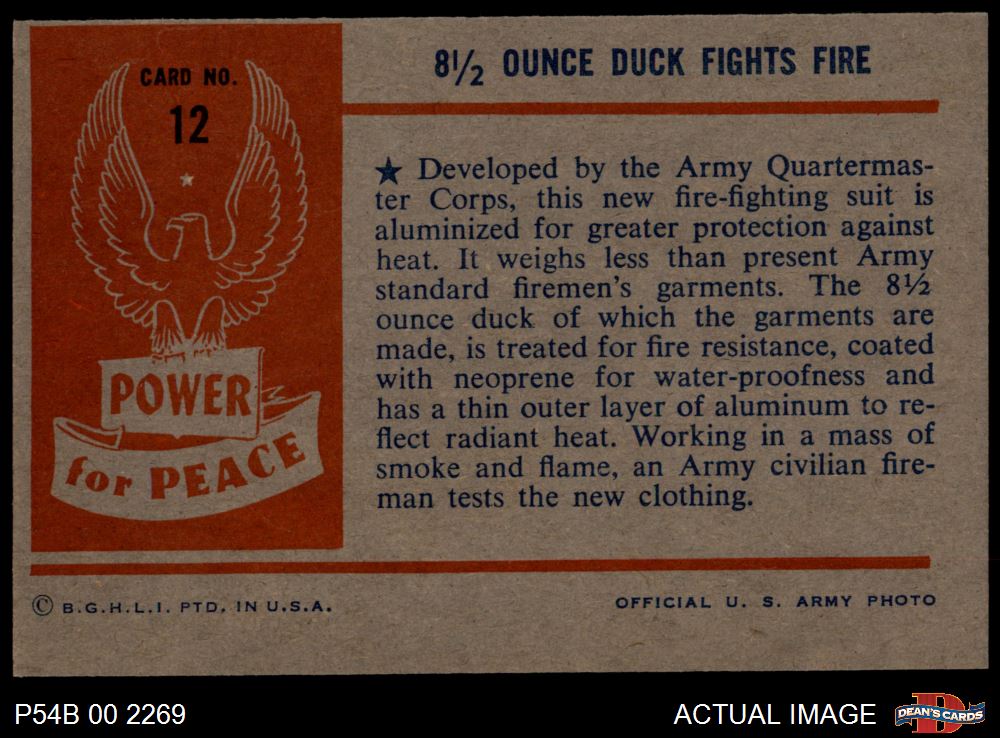 CARD NO.
12
POWER
for PEACE
8½ OUNCE DUCK FIGHTS FIRE
★ Developed by the Army Quartermas-
ter Corps, this new fire-fighting suit is
aluminized for greater protection against
heat. It weighs less than present Army
standard firemen's garments. The 8½
ounce duck of which the garments are
made, is treated for fire resistance, coated
with neoprene for water-proofness and
has a thin outer layer of aluminum to re-
flect radiant heat. Working in a mass of
smoke and flame, an Army civilian fire-
man tests the new clothing.
© B.G.H.L.I. PTD. IN U.S.A.
OFFICIAL U. S. ARMY PHOTO
P54B 00 2269
ACTUAL IMAGE
D
DEAN'S CARDS